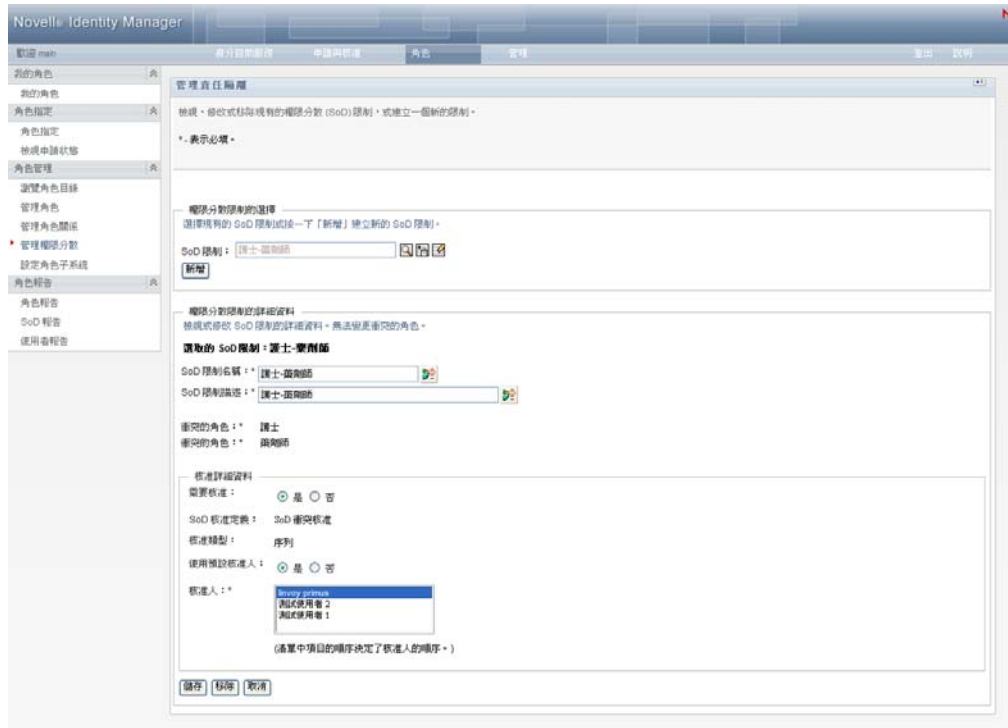 Novell® Identity Manager
歡迎 main
身分自助服務 申請與核准 角色 管理 登出 說明
我的角色
我的角色
角色指定
角色指定
檢視申請狀態
角色管理
瀏覽角色目錄
管理角色
管理角色關係
管理權限分散
設定角色子系統
角色報告
角色報告
SoD 報告
使用者報告
管理責任隔離
檢視、修改或移除現有的權限分散 (SoD) 限制，或建立一個新的限制。
* - 表示必填。
權限分散限制的選擇
選擇現有的 SoD 限制或按一下「新增」建立新的 SoD 限制。
SoD 限制： 護士-藥劑師
新增
權限分散限制的詳細資料
檢視或修改 SoD 限制的詳細資料。無法變更衝突的角色。
選取的 SoD 限制：護士-藥劑師
SoD 限制名稱：* 護士-藥劑師
SoD 限制描述：* 護士-藥劑師
衝突的角色：* 護士
衝突的角色：* 藥劑師
核准詳細資料
需要核准： 是 否
SoD 核准定義： SoD 衝突核准
核准類型： 序列
使用預設核准人： 是 否
核准人：* linvoy primus
測試使用者 2
測試使用者 1
(清單中項目的順序決定了核准人的順序。)
儲存 移除 取消